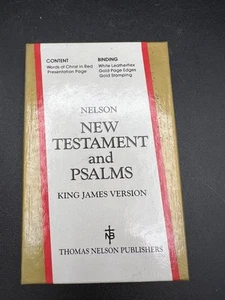 CONTENT
Words of Christ in Red
Presentation Page
BINDING
White Leatherflex
Gold Page Edges
Gold Stamping
NELSON
NEW
TESTAMENT
and
PSALMS
KING JAMES VERSION
TNP
THOMAS NELSON PUBLISHERS